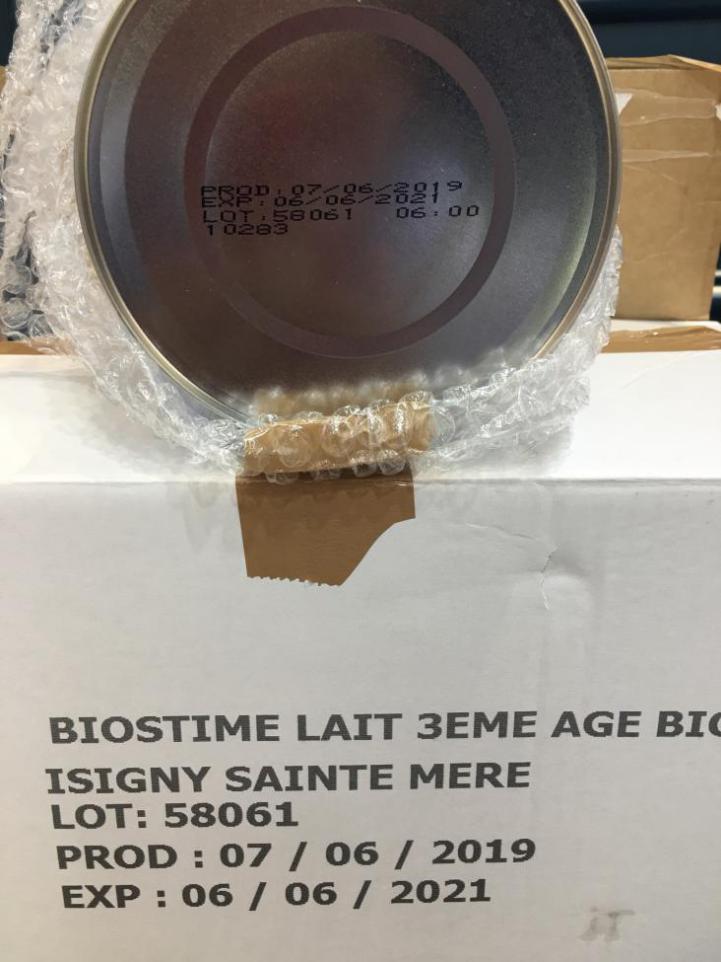 PROD:07/06/2019
EXP:06/06/2021
LOT:58061 06:00
10283
BIOSTIME LAIT 3EME AGE BIO
ISIGNY SAINTE MERE
LOT: 58061
PROD : 07 / 06 / 2019
EXP : 06 / 06 / 2021